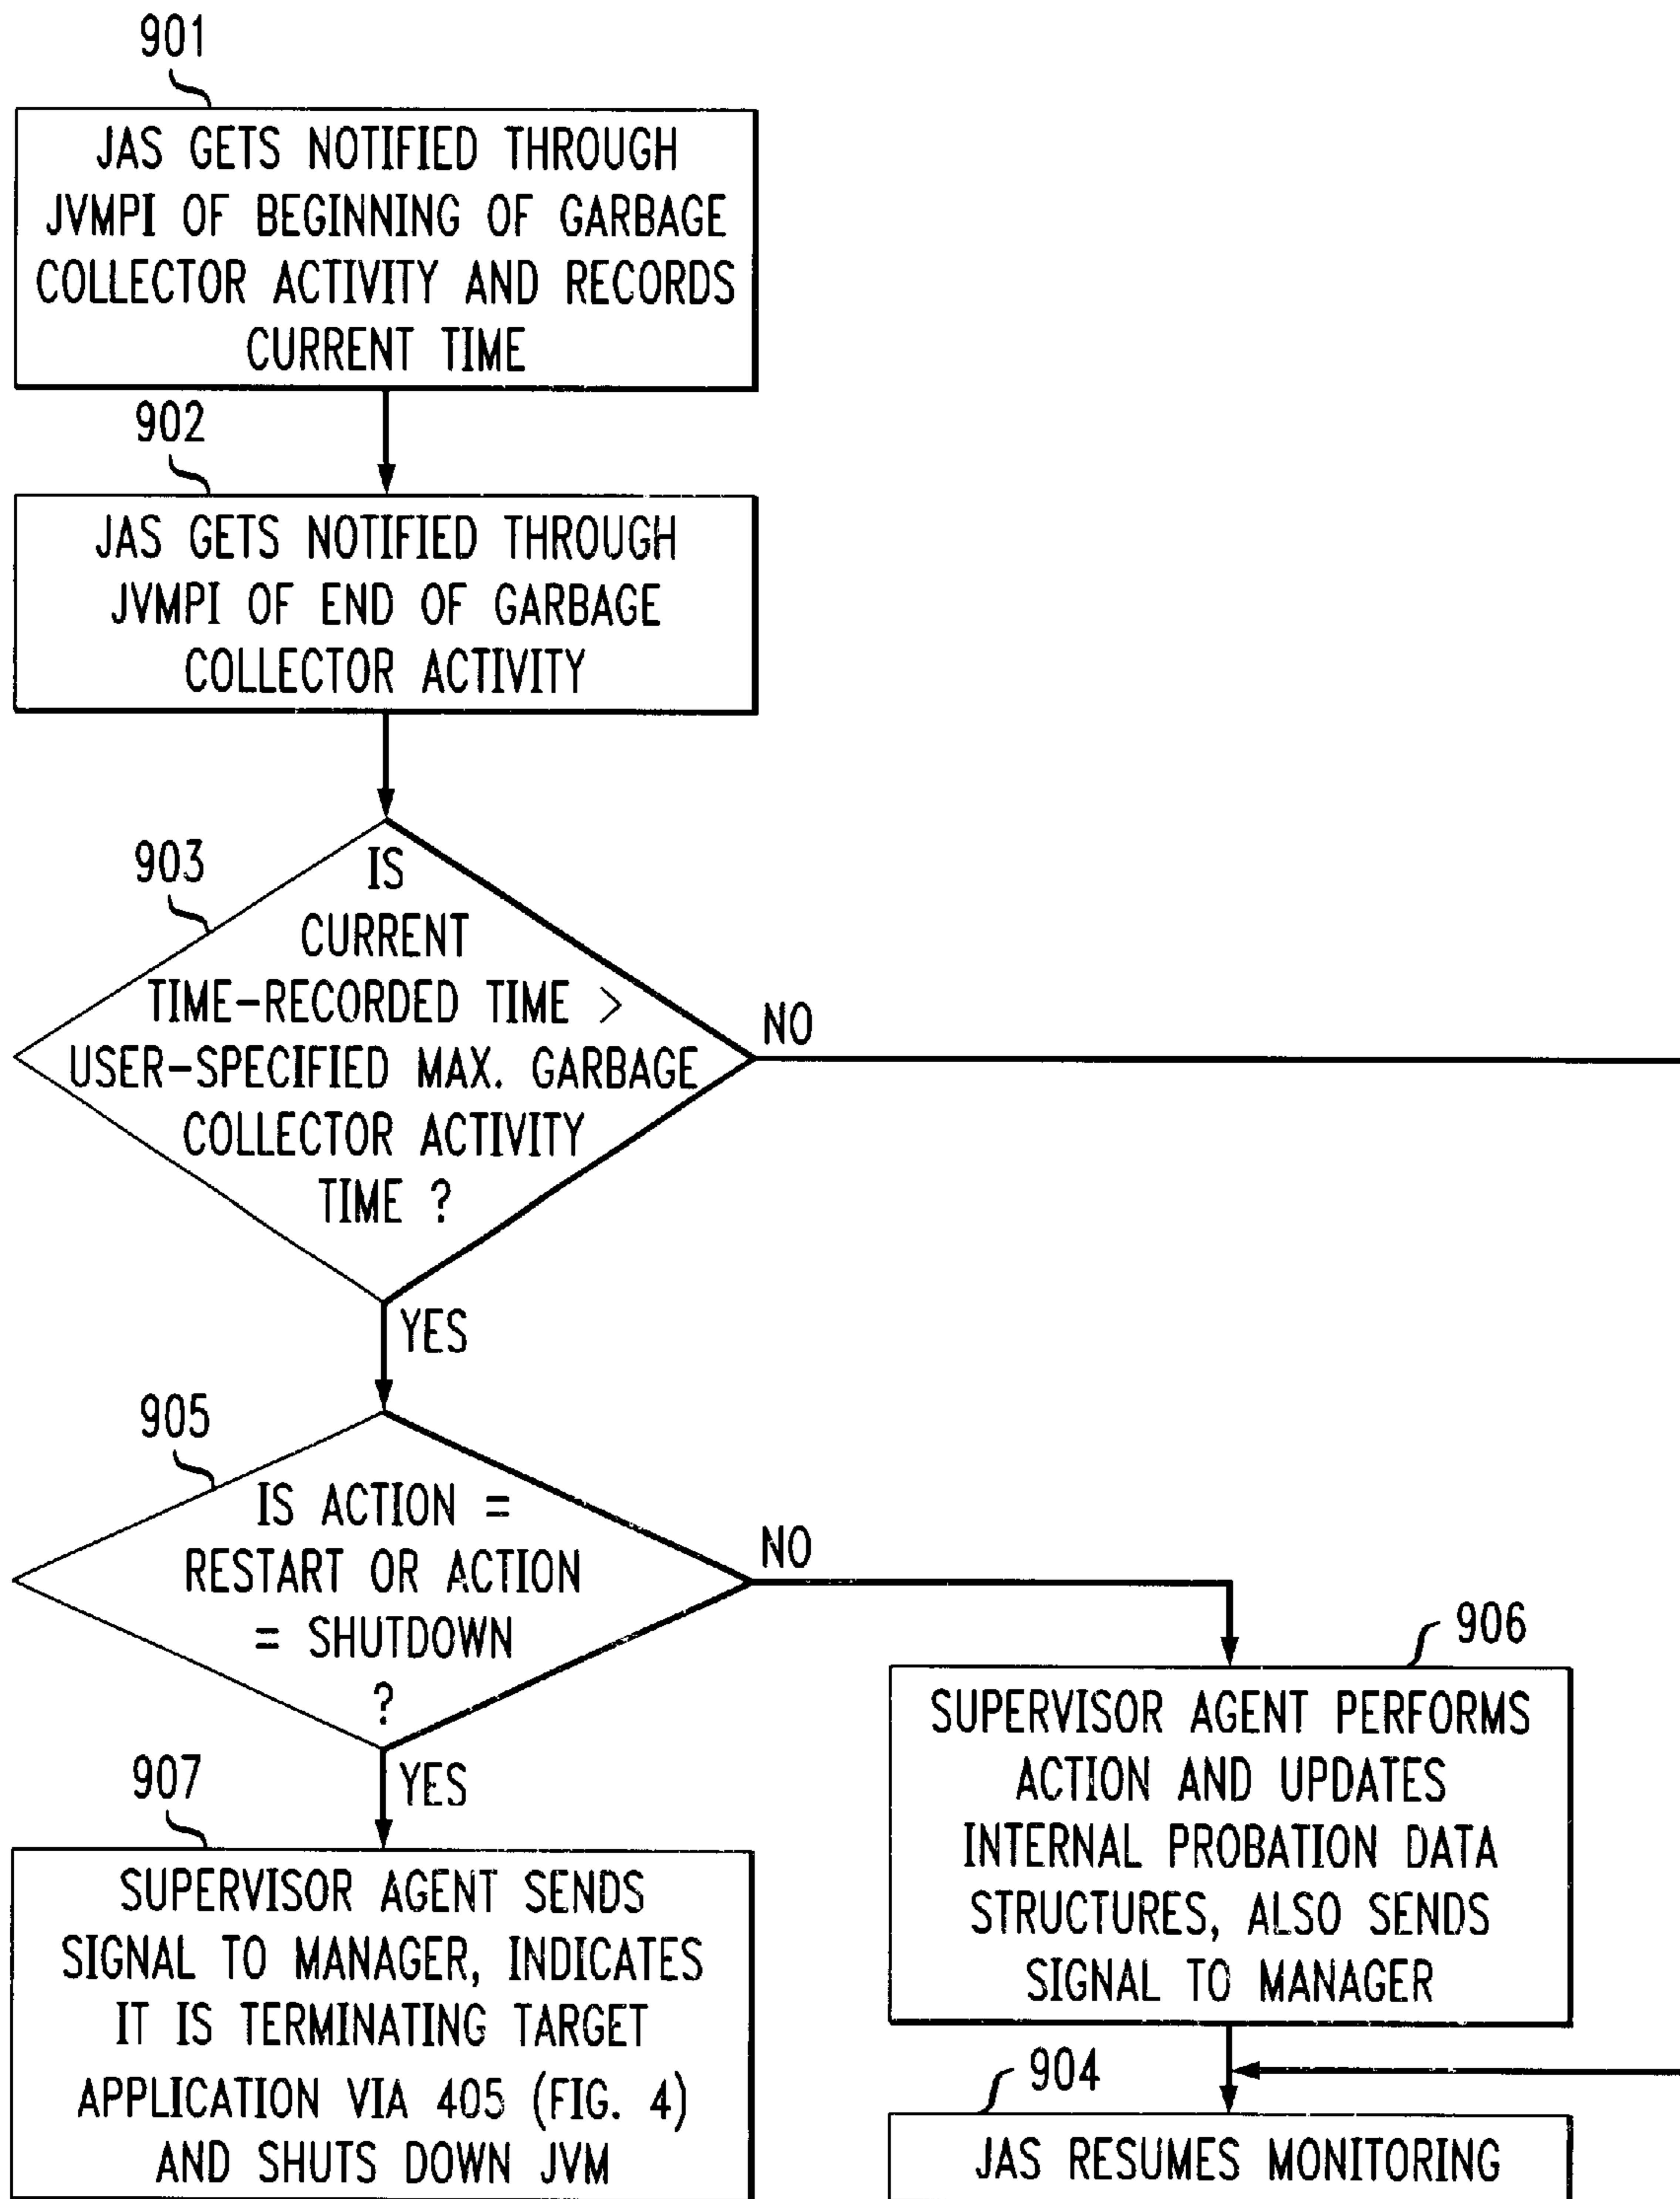 901
JAS GETS NOTIFIED THROUGH
JVMPI OF BEGINNING OF GARBAGE
COLLECTOR ACTIVITY AND RECORDS
CURRENT TIME
902
JAS GETS NOTIFIED THROUGH
JVMPI OF END OF GARBAGE
COLLECTOR ACTIVITY
903
IS
CURRENT
TIME-RECORDED TIME >
USER-SPECIFIED MAX. GARBAGE
COLLECTOR ACTIVITY
TIME ?
NO
YES
905
IS ACTION =
RESTART OR ACTION
= SHUTDOWN
?
NO
YES
906
SUPERVISOR AGENT PERFORMS
ACTION AND UPDATES
INTERNAL PROBATION DATA
STRUCTURES, ALSO SENDS
SIGNAL TO MANAGER
907
SUPERVISOR AGENT SENDS
SIGNAL TO MANAGER, INDICATES
IT IS TERMINATING TARGET
APPLICATION VIA 405 (FIG. 4)
AND SHUTS DOWN JVM
904
JAS RESUMES MONITORING